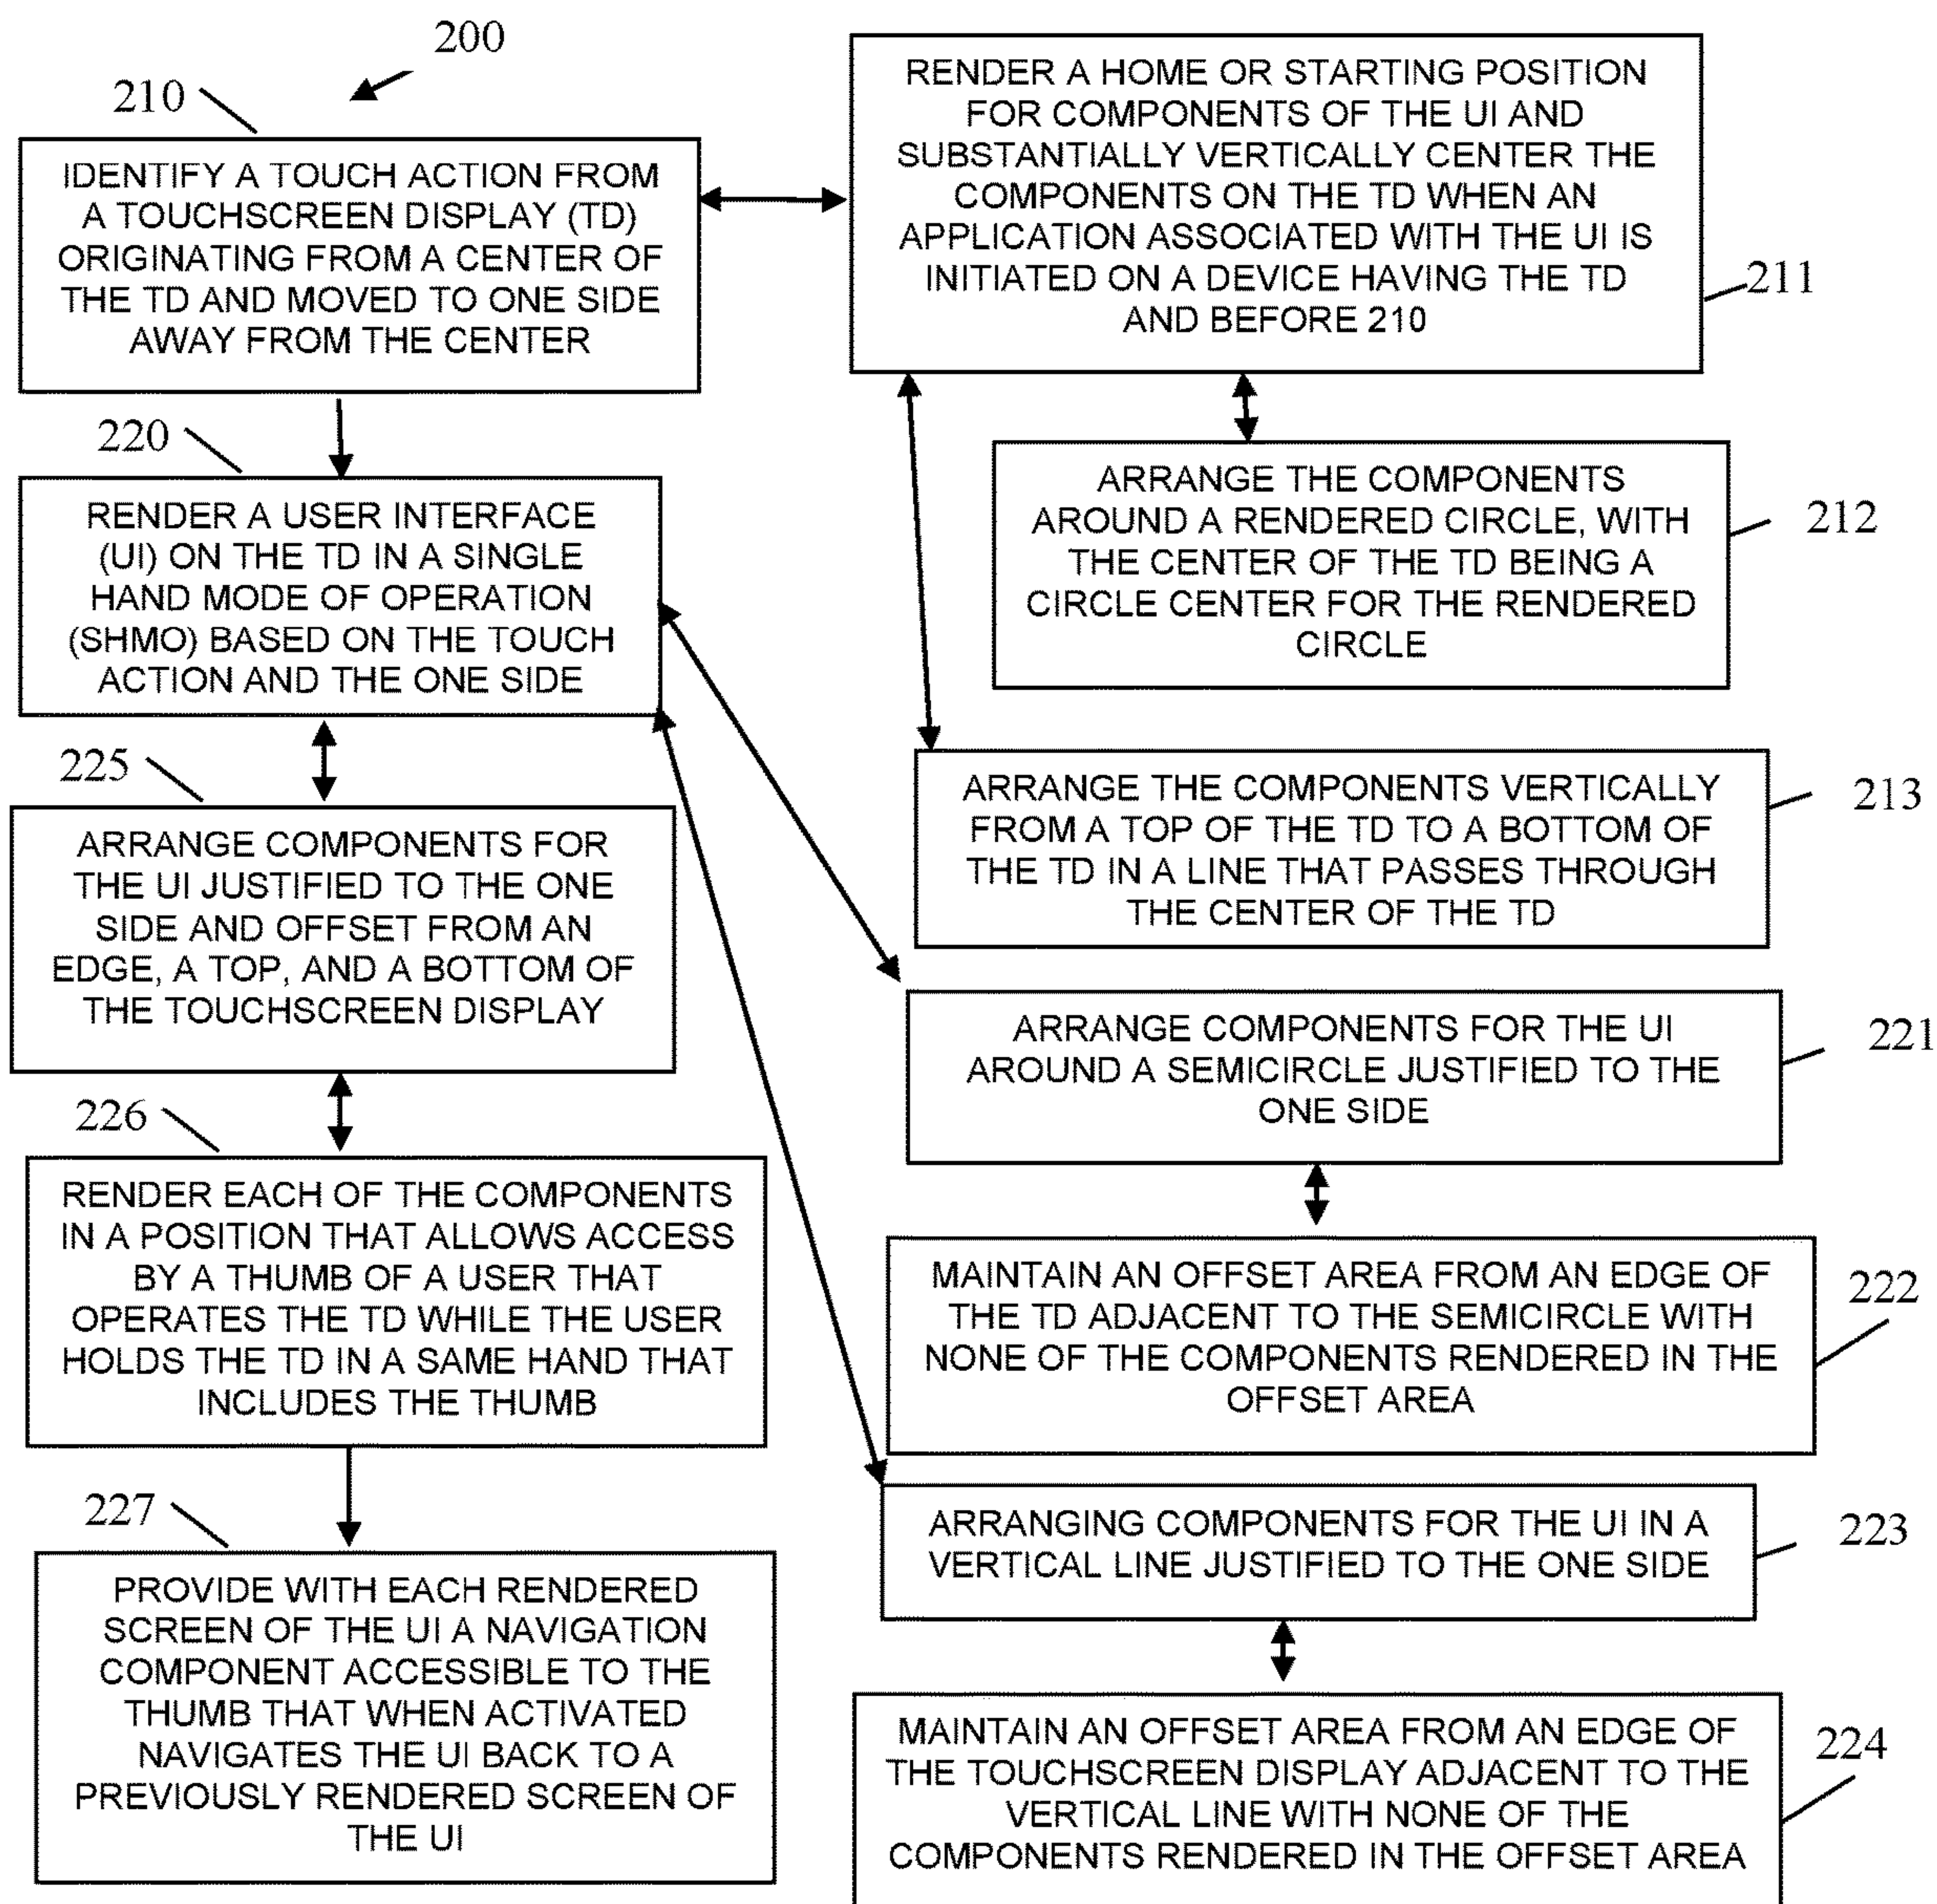 200
210
IDENTIFY A TOUCH ACTION FROM
A TOUCHSCREEN DISPLAY (TD)
ORIGINATING FROM A CENTER OF
THE TD AND MOVED TO ONE SIDE
AWAY FROM THE CENTER
RENDER A HOME OR STARTING POSITION
FOR COMPONENTS OF THE UI AND
SUBSTANTIALLY VERTICALLY CENTER THE
COMPONENTS ON THE TD WHEN AN
APPLICATION ASSOCIATED WITH THE UI IS
INITIATED ON A DEVICE HAVING THE TD
AND BEFORE 210
211
220
RENDER A USER INTERFACE
(UI) ON THE TD IN A SINGLE
HAND MODE OF OPERATION
(SHMO) BASED ON THE TOUCH
ACTION AND THE ONE SIDE
ARRANGE THE COMPONENTS
AROUND A RENDERED CIRCLE, WITH
THE CENTER OF THE TD BEING A
CIRCLE CENTER FOR THE RENDERED
CIRCLE
212
225
ARRANGE COMPONENTS FOR
THE UI JUSTIFIED TO THE ONE
SIDE AND OFFSET FROM AN
EDGE, A TOP, AND A BOTTOM OF
THE TOUCHSCREEN DISPLAY
ARRANGE THE COMPONENTS VERTICALLY
FROM A TOP OF THE TD TO A BOTTOM OF
THE TD IN A LINE THAT PASSES THROUGH
THE CENTER OF THE TD
213
ARRANGE COMPONENTS FOR THE UI
AROUND A SEMICIRCLE JUSTIFIED TO THE
ONE SIDE
221
226
RENDER EACH OF THE COMPONENTS
IN A POSITION THAT ALLOWS ACCESS
BY A THUMB OF A USER THAT
OPERATES THE TD WHILE THE USER
HOLDS THE TD IN A SAME HAND THAT
INCLUDES THE THUMB
MAINTAIN AN OFFSET AREA FROM AN EDGE OF
THE TD ADJACENT TO THE SEMICIRCLE WITH
NONE OF THE COMPONENTS RENDERED IN THE
OFFSET AREA
222
227
PROVIDE WITH EACH RENDERED
SCREEN OF THE UI A NAVIGATION
COMPONENT ACCESSIBLE TO THE
THUMB THAT WHEN ACTIVATED
NAVIGATES THE UI BACK TO A
PREVIOUSLY RENDERED SCREEN OF
THE UI
ARRANGING COMPONENTS FOR THE UI IN A
VERTICAL LINE JUSTIFIED TO THE ONE SIDE
223
MAINTAIN AN OFFSET AREA FROM AN EDGE OF
THE TOUCHSCREEN DISPLAY ADJACENT TO THE
VERTICAL LINE WITH NONE OF THE
COMPONENTS RENDERED IN THE OFFSET AREA
224